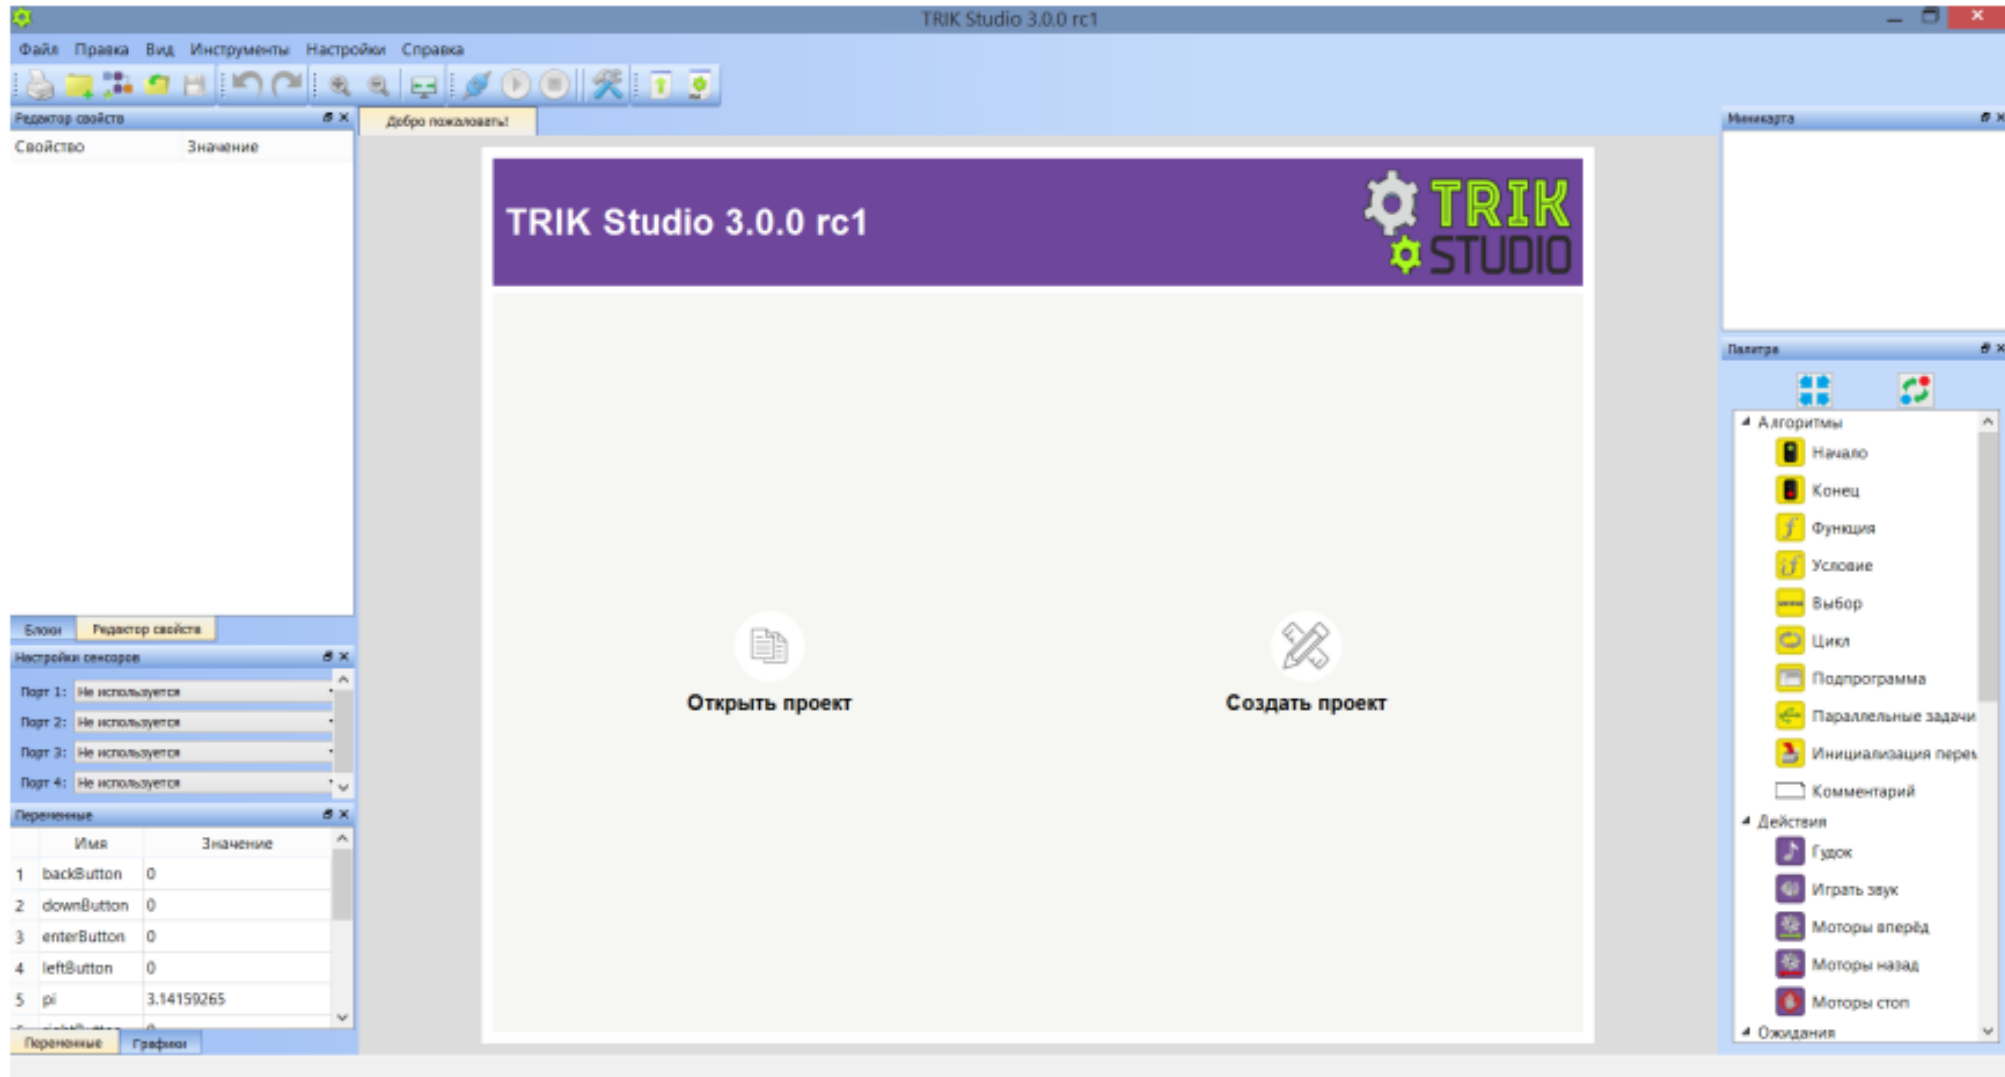 TRIK Studio 3.0.0 rc1
Файл Правка Вид Инструменты Настройки Справка
Редактор свойств
Свойство Значение
Блоки Редактор свойств
Настройки сенсоров
Порт 1: Не используется
Порт 2: Не используется
Порт 3: Не используется
Порт 4: Не используется
Переменные
Имя Значение
1 backButton 0
2 downButton 0
3 enterButton 0
4 leftButton 0
5 pi 3.14159265
Переменные Графики
Добро пожаловать!
TRIK Studio 3.0.0 rc1
TRIK
STUDIO
Открыть проект
Создать проект
Миникарта
Палитра
Алгоритмы
Начало
Конец
Функция
Условие
Выбор
Цикл
Подпрограмма
Параллельные задачи
Инициализация перем
Комментарий
Действия
Гудок
Играть звук
Моторы вперёд
Моторы назад
Моторы стоп
Ожидания